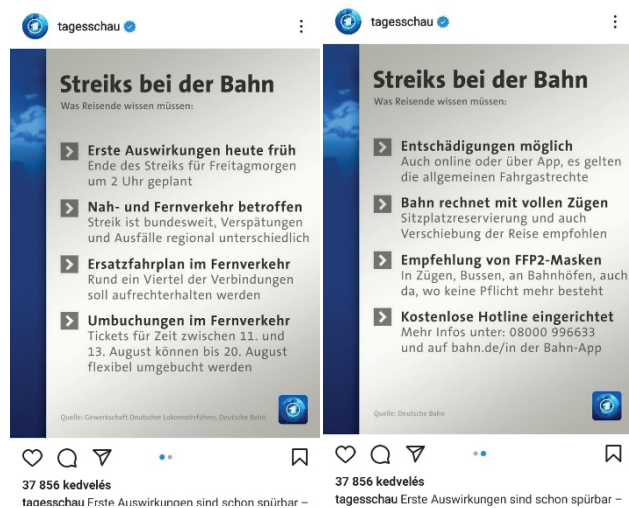 tagesschau
Streiks bei der Bahn
Was Reisende wissen müssen:
Erste Auswirkungen heute früh
Ende des Streiks für Freitagmorgen
um 2 Uhr geplant
Nah- und Fernverkehr betroffen
Streik ist bundesweit, Verspätungen
und Ausfälle regional unterschiedlich
Ersatzfahrplan im Fernverkehr
Rund ein Viertel der Verbindungen
soll aufrechterhalten werden
Umbuchungen im Fernverkehr
Tickets für Zeit zwischen 11. und
13. August können bis 20. August
flexibel umgebucht werden
Quelle: Gewerkschaft Deutscher Lokomotivführer, Deutsche Bahn
37 856 kedvelés
tagesschau Erste Auswirkungen sind schon spürbar –
tagesschau
Streiks bei der Bahn
Was Reisende wissen müssen:
Entschädigungen möglich
Auch online oder über App, es gelten
die allgemeinen Fahrgastrechte
Bahn rechnet mit vollen Zügen
Sitzplatzreservierung und auch
Verschiebung der Reise empfohlen
Empfehlung von FFP2-Masken
In Zügen, Bussen, an Bahnhöfen, auch
da, wo keine Pflicht mehr besteht
Kostenlose Hotline eingerichtet
Mehr Infos unter: 08000 996633
und auf bahn.de/in der Bahn-App
Quelle: Deutsche Bahn
37 856 kedvelés
tagesschau Erste Auswirkungen sind schon spürbar –